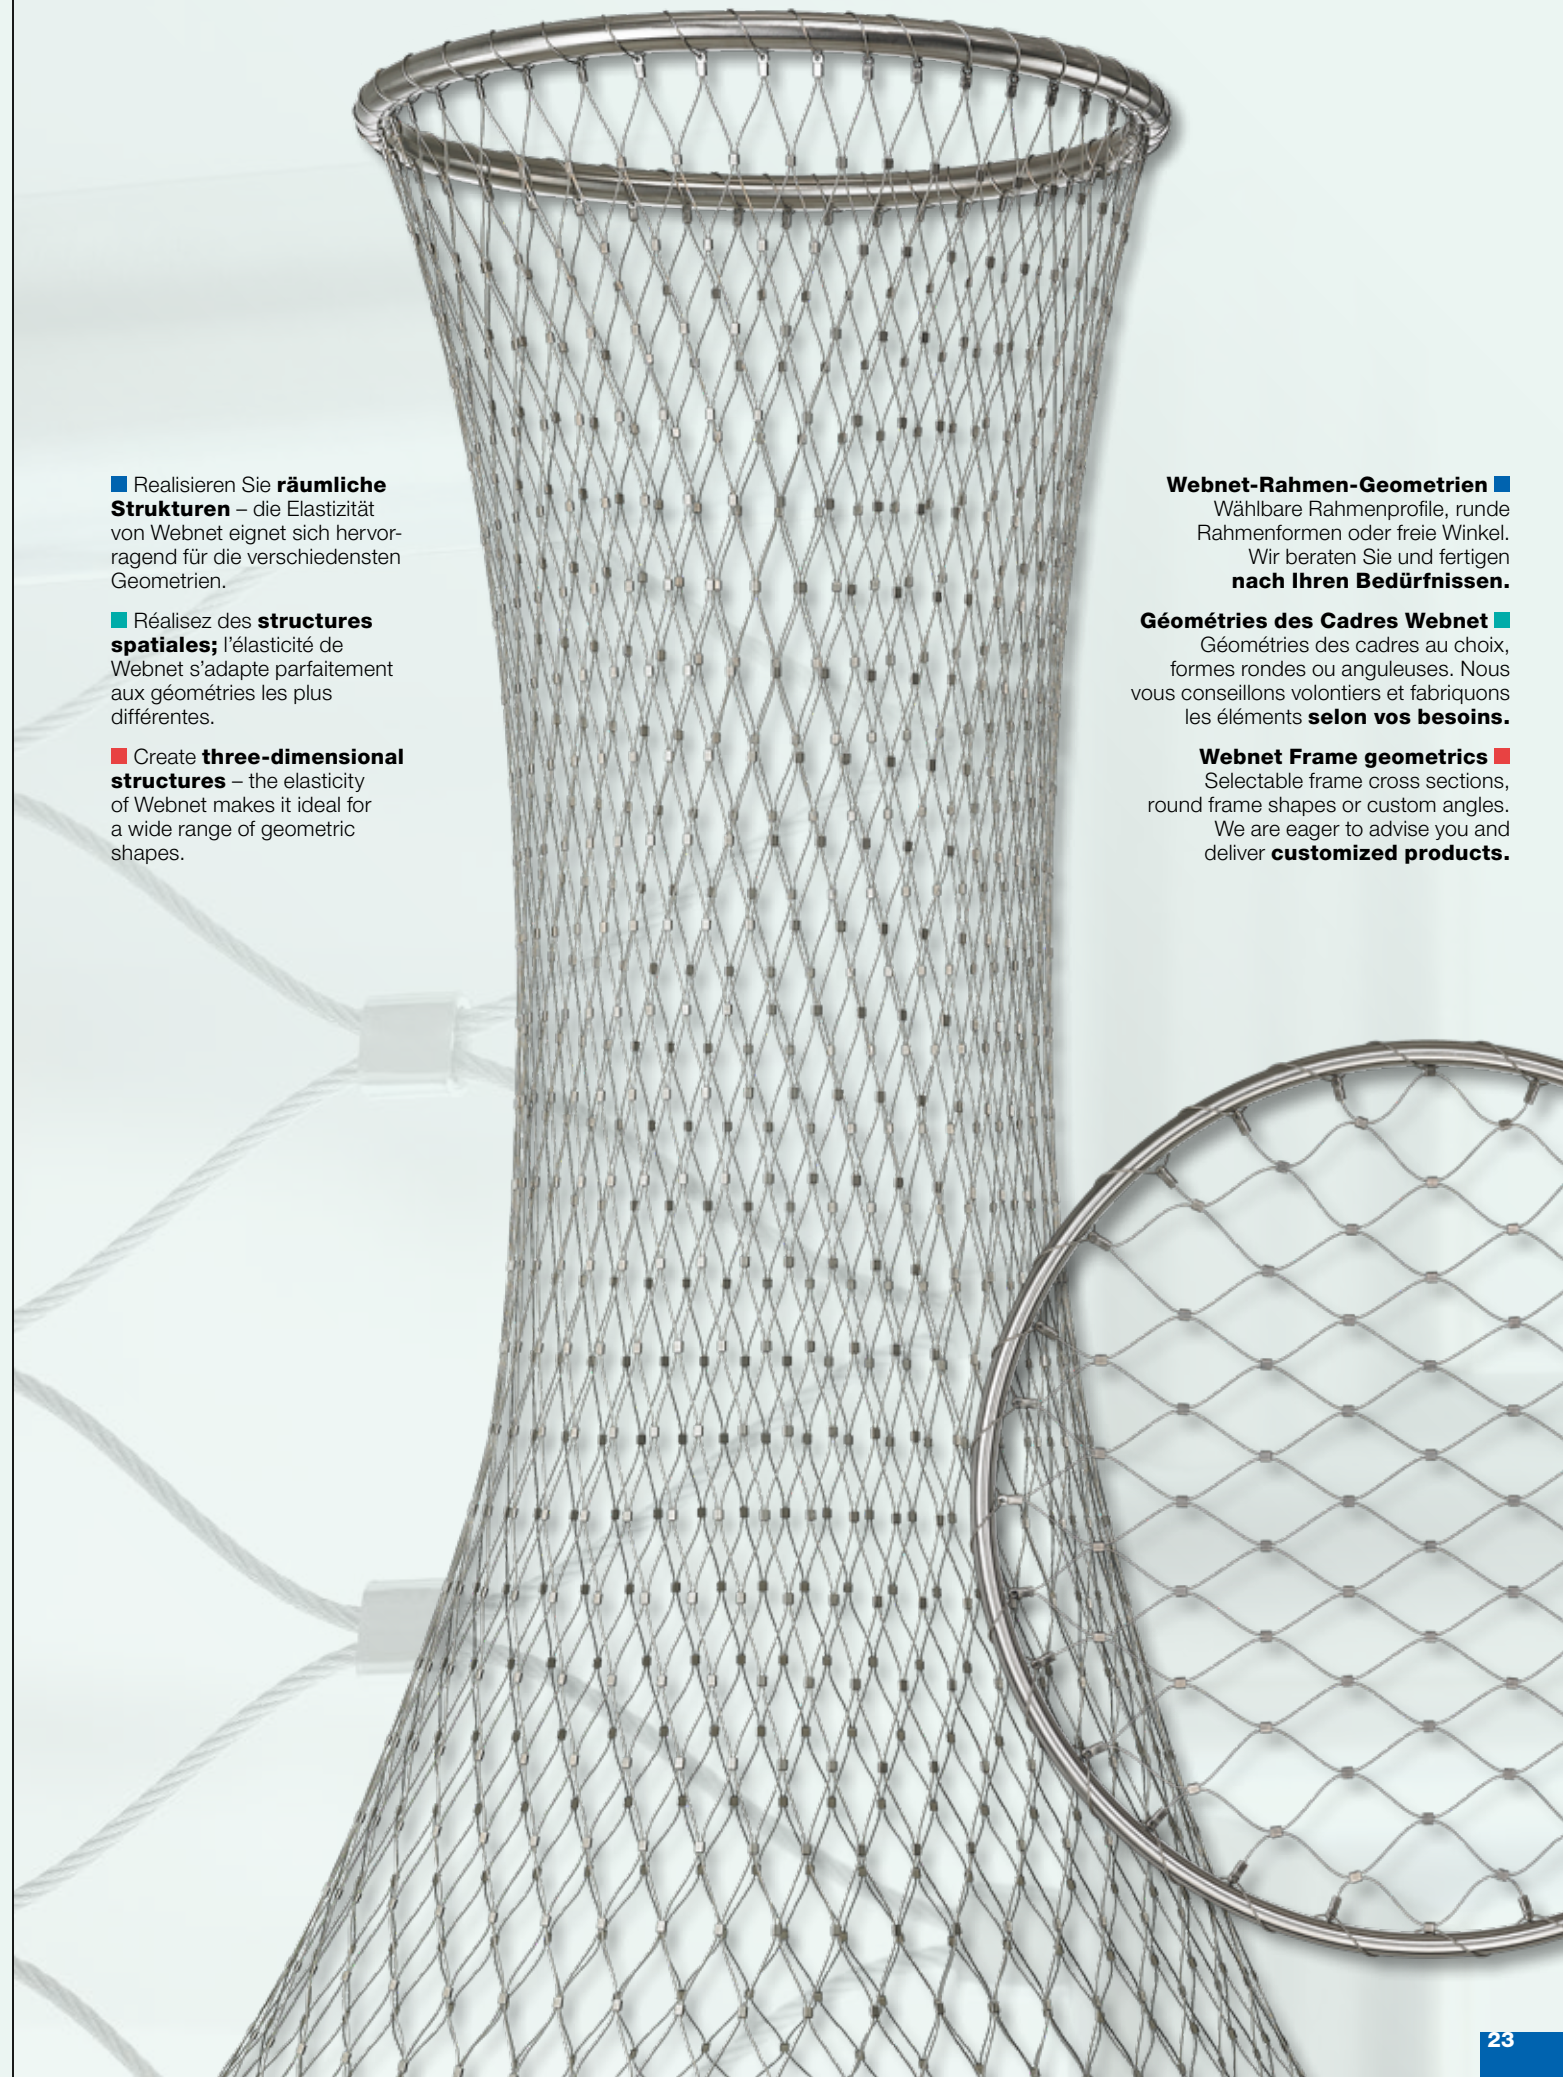 Realisieren Sie räumliche
Strukturen – die Elastizität
von Webnet eignet sich hervor-
ragend für die verschiedensten
Geometrien.
Réalisez des structures
spatiales; l’élasticité de
Webnet s’adapte parfaitement
aux géométries les plus
différentes.
Create three-dimensional
structures – the elasticity
of Webnet makes it ideal for
a wide range of geometric
shapes.
Webnet-Rahmen-Geometrien
Wählbare Rahmenprofile, runde
Rahmenformen oder freie Winkel.
Wir beraten Sie und fertigen
nach Ihren Bedürfnissen.
Géométries des Cadres Webnet
Géométries des cadres au choix,
formes rondes ou anguleuses. Nous
vous conseillons volontiers et fabriquons
les éléments selon vos besoins.
Webnet Frame geometrics
Selectable frame cross sections,
round frame shapes or custom angles.
We are eager to advise you and
deliver customized products.
23